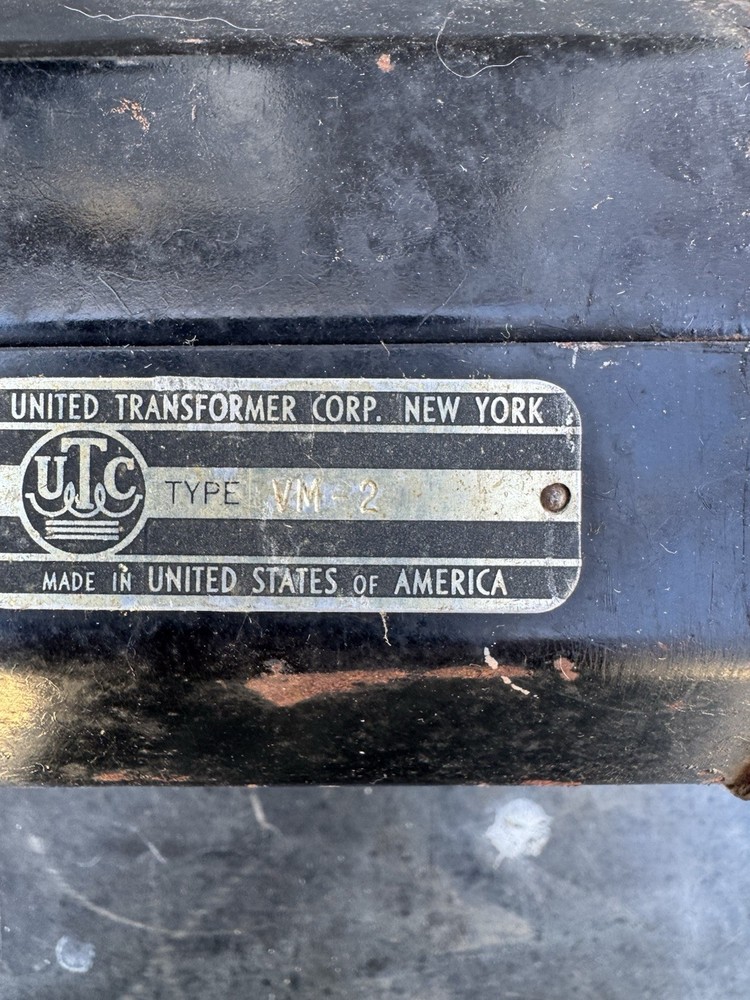 UNITED TRANSFORMER CORP. NEW YORK
UTC
TYPE VM-2
MADE IN UNITED STATES OF AMERICA